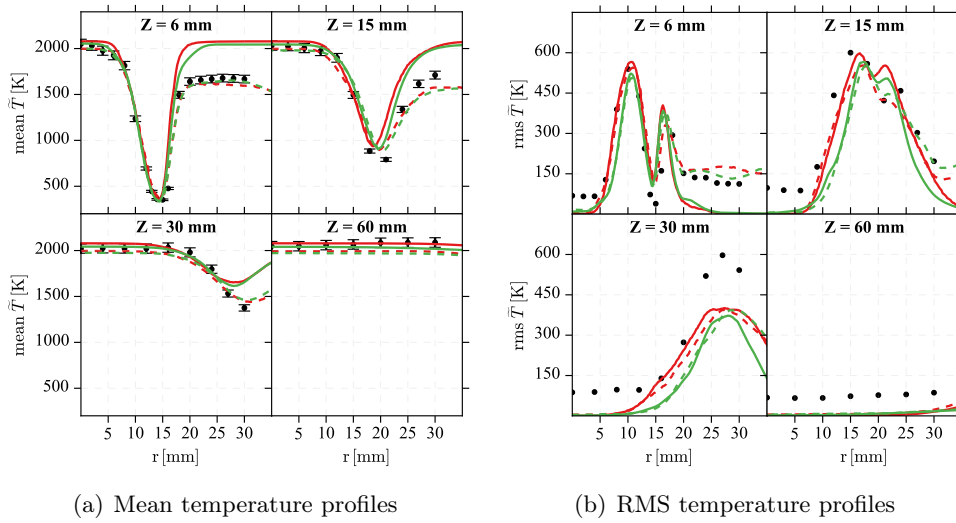 Z = 6 mm
Z = 15 mm
2000
1500
1000
500
mean T̃ [K]
Z = 30 mm
Z = 60 mm
2000
1500
1000
500
mean T̃ [K]
5 10 15 20 25 30
5 10 15 20 25 30
r [mm]
r [mm]
(a) Mean temperature profiles
Z = 6 mm
Z = 15 mm
600
450
300
150
rms T̃ [K]
Z = 30 mm
Z = 60 mm
600
450
300
150
rms T̃ [K]
5 10 15 20 25 30
5 10 15 20 25 30
r [mm]
r [mm]
(b) RMS temperature profiles